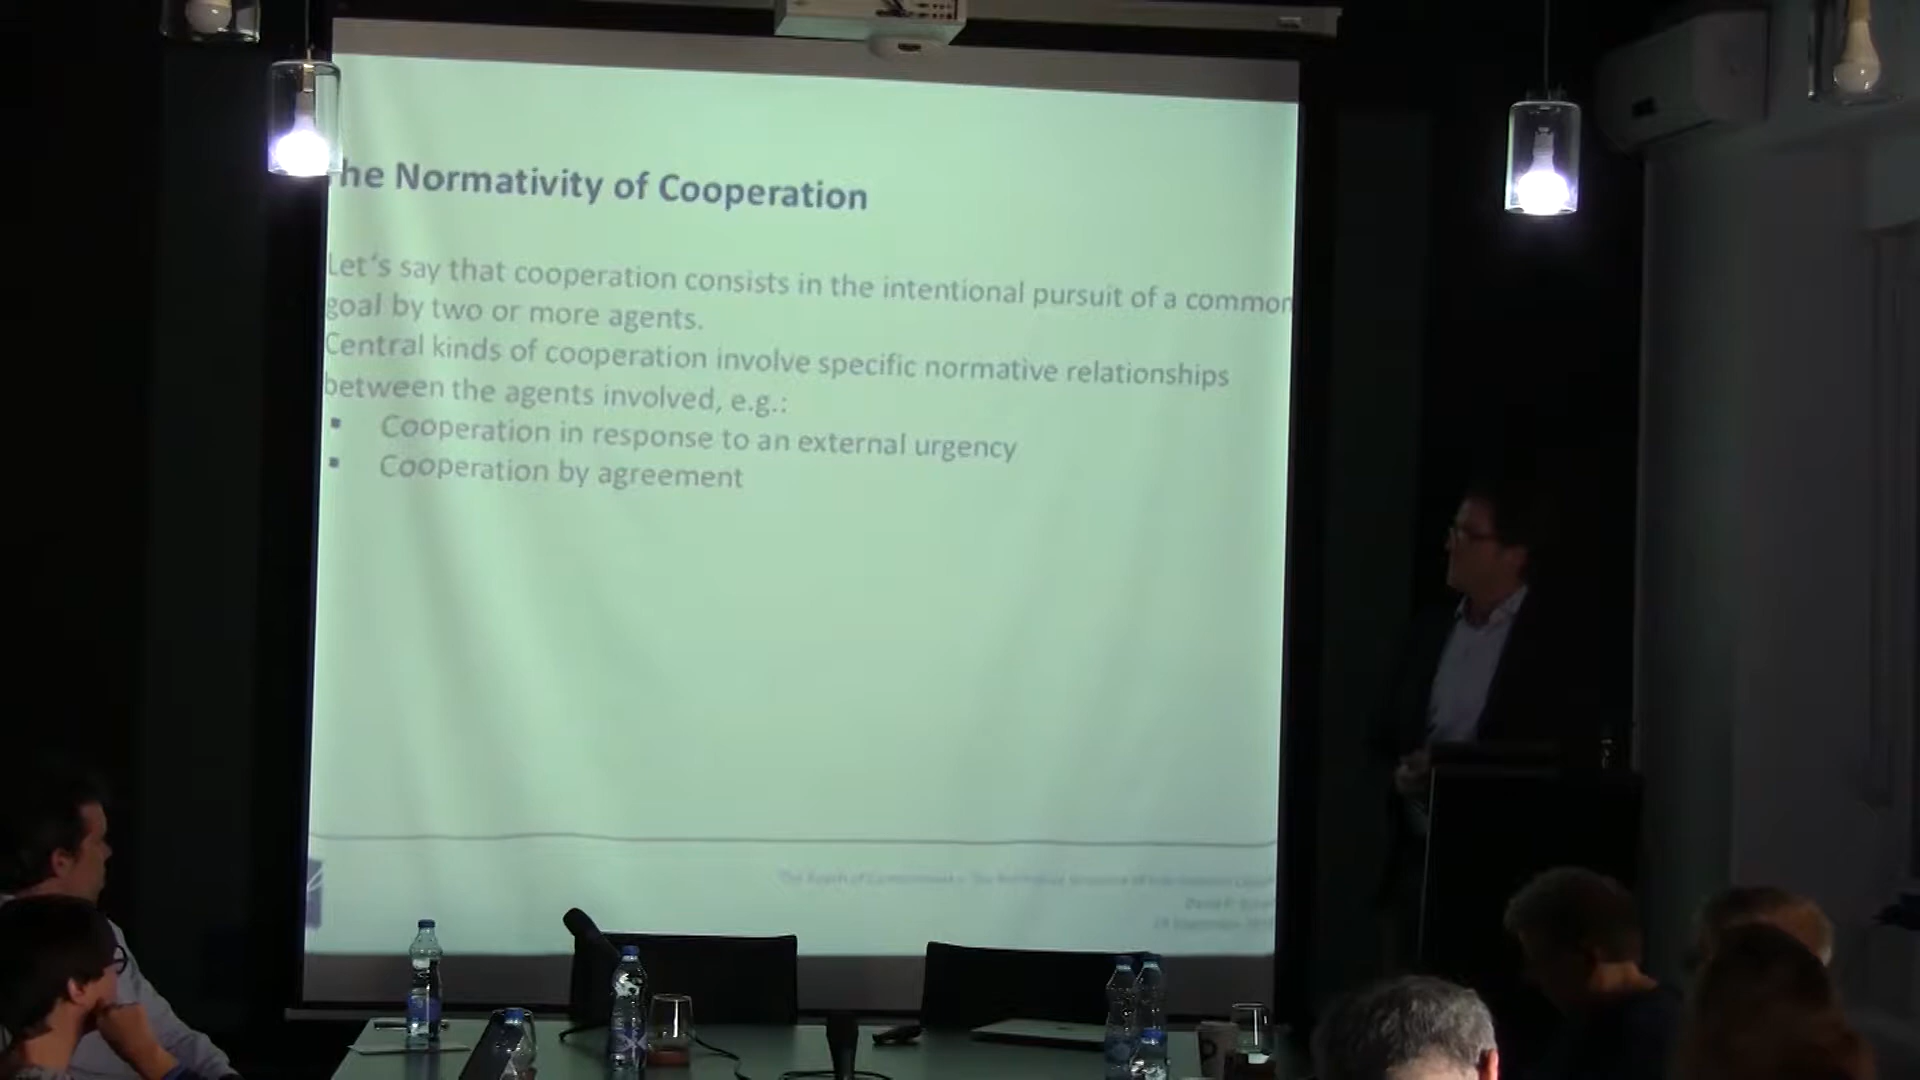 The Normativity of Cooperation
Let's say that cooperation consists in the intentional pursuit of a common
goal by two or more agents.
Central kinds of cooperation involve specific normative relationships
between the agents involved, e.g.:
▪ Cooperation in response to an external urgency
▪ Cooperation by agreement